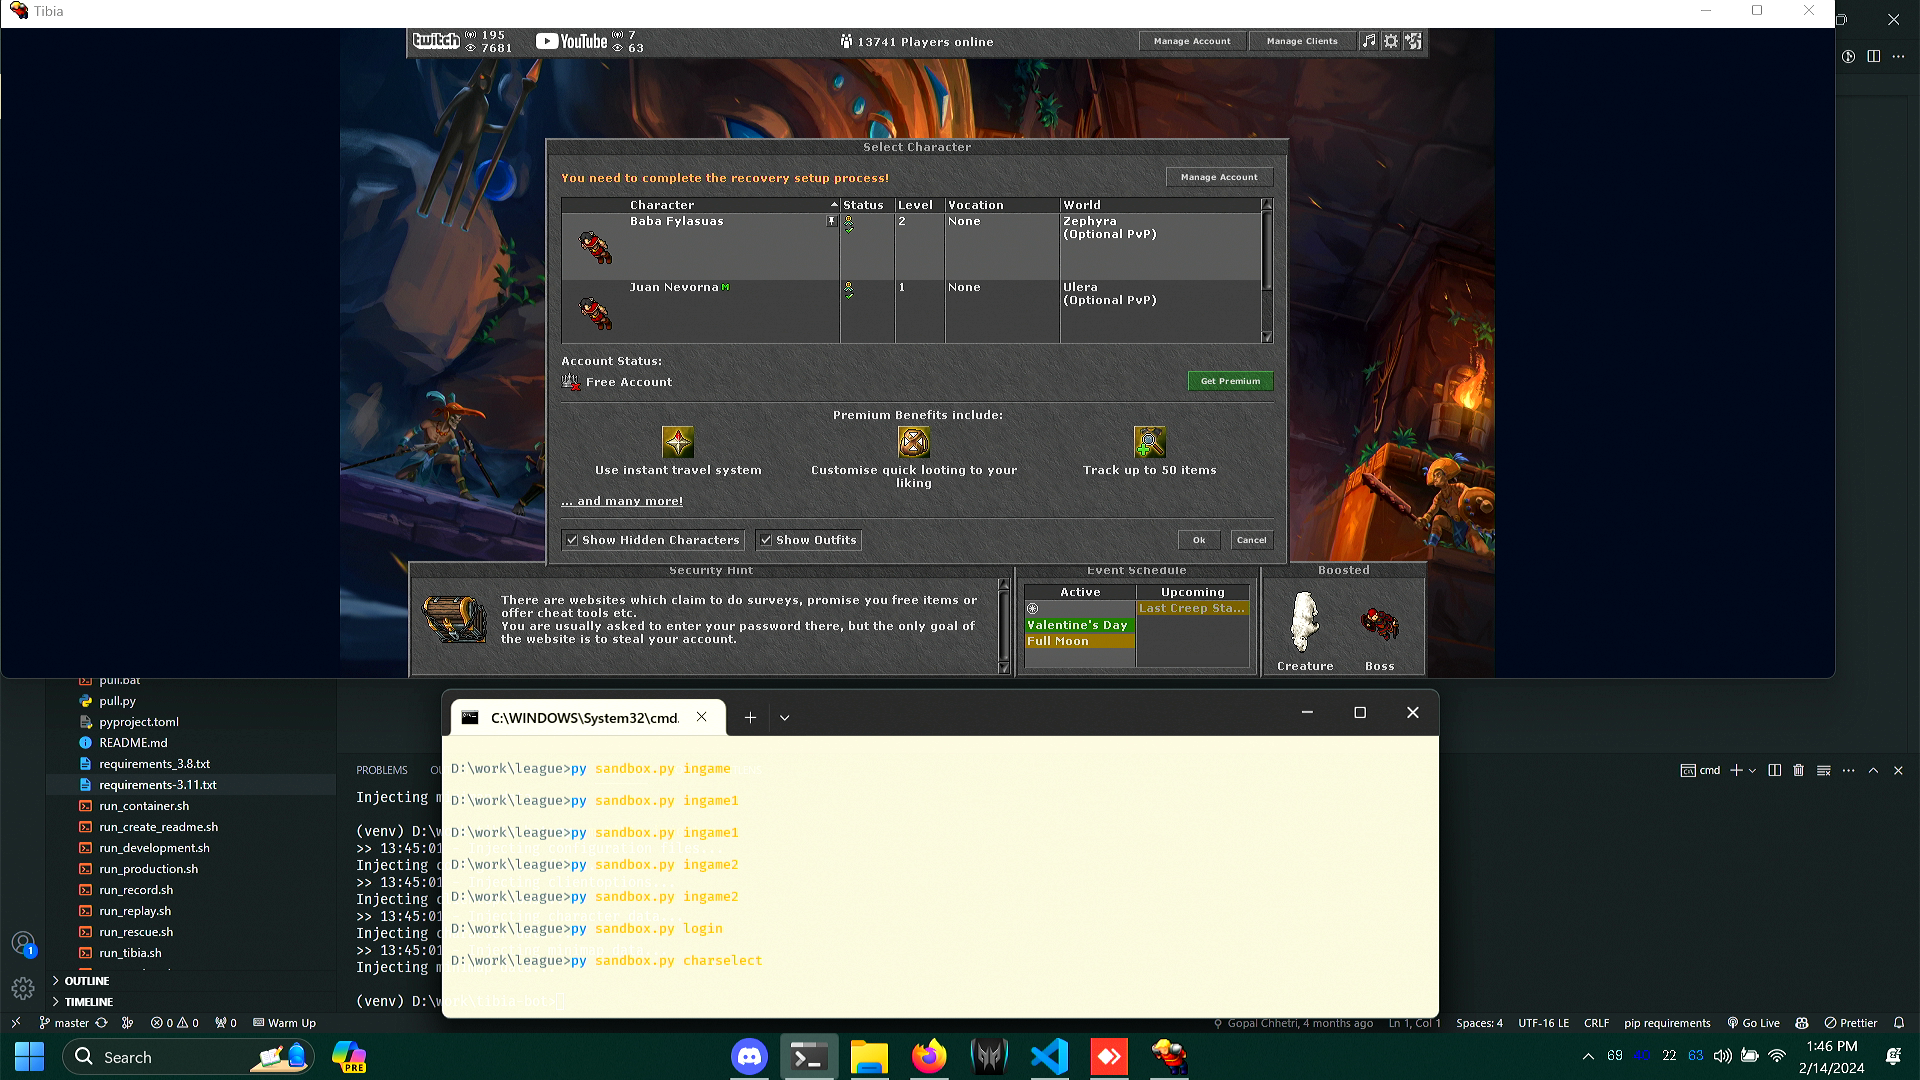 Tibia
twitch 195 7681
YouTube 7 63
13741 Players online
Manage Account
Manage Clients
Select Character
You need to complete the recovery setup process!
Manage Account
Character Status Level Vocation World
Baba Fylasuas 2 None Zephyra
(Optional PvP)
Juan Nevorna M 1 None Ulera
(Optional PvP)
Account Status:
Free Account
Get Premium
Premium Benefits include:
Use instant travel system
Customise quick looting to your
liking
Track up to 50 items
... and many more!
Show Hidden Characters
Show Outfits
Ok
Cancel
Security Hint
There are websites which claim to do surveys, promise you free items or
offer cheat tools etc.
You are usually asked to enter your password there, but the only goal of
the website is to steal your account.
Event Schedule
Active Upcoming
Last Creep Sta...
Valentine's Day
Full Moon
Boosted
Creature Boss
pull.bat
pull.py
pyproject.toml
README.md
requirements_3.8.txt
requirements-3.11.txt
run_container.sh
run_create_readme.sh
run_development.sh
run_production.sh
run_record.sh
run_replay.sh
run_rescue.sh
run_tibia.sh
OUTLINE
TIMELINE
PROBLEMS
cmd
Injecting
(venv) D:\
>> 13:45:01
Injecting
>> 13:45:01
Injecting
>> 13:45:01
Injecting
>> 13:45:01
Injecting
(venv) D:\
C:\WINDOWS\System32\cmd.
D:\work\league>py sandbox.py ingame
D:\work\league>py sandbox.py ingame1
D:\work\league>py sandbox.py ingame1
D:\work\league>py sandbox.py ingame2
D:\work\league>py sandbox.py ingame2
D:\work\league>py sandbox.py login
D:\work\league>py sandbox.py charselect
master 0 0 0 Warm Up
Gopal Chhetri, 4 months ago Ln 1, Col 1 Spaces: 4 UTF-16 LE CRLF pip requirements Go Live Prettier
1
Search
PRE
69 22 63
1:46 PM
2/14/2024